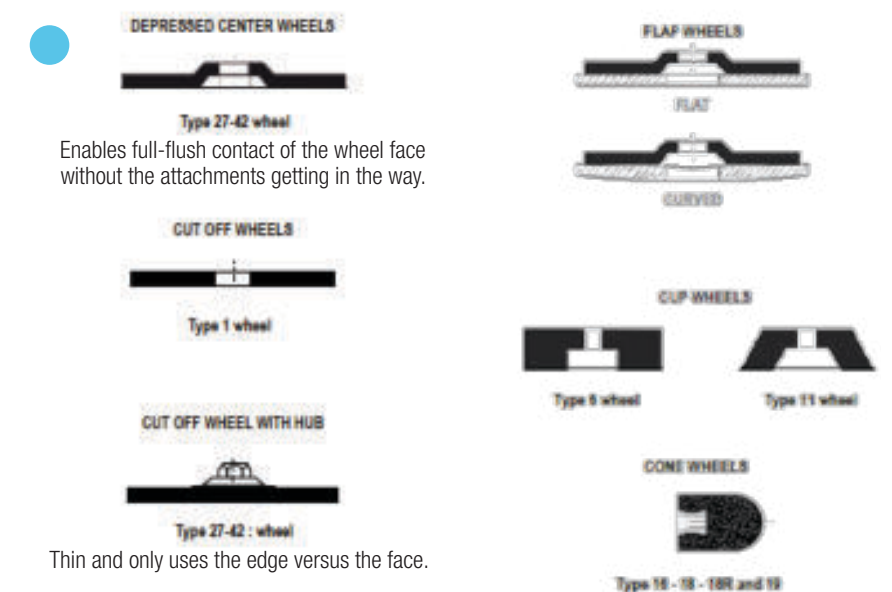 DEPRESSED CENTER WHEELS
Type 27-42 wheel
Enables full-flush contact of the wheel face
without the attachments getting in the way.
CUT OFF WHEELS
Type 1 wheel
CUT OFF WHEEL WITH HUB
Type 27-42 : wheel
Thin and only uses the edge versus the face.
FLAP WHEELS
FLAT
CURVED
CUP WHEELS
Type 6 wheel
Type 11 wheel
CONE WHEELS
Type 16 - 18 - 18R and 19